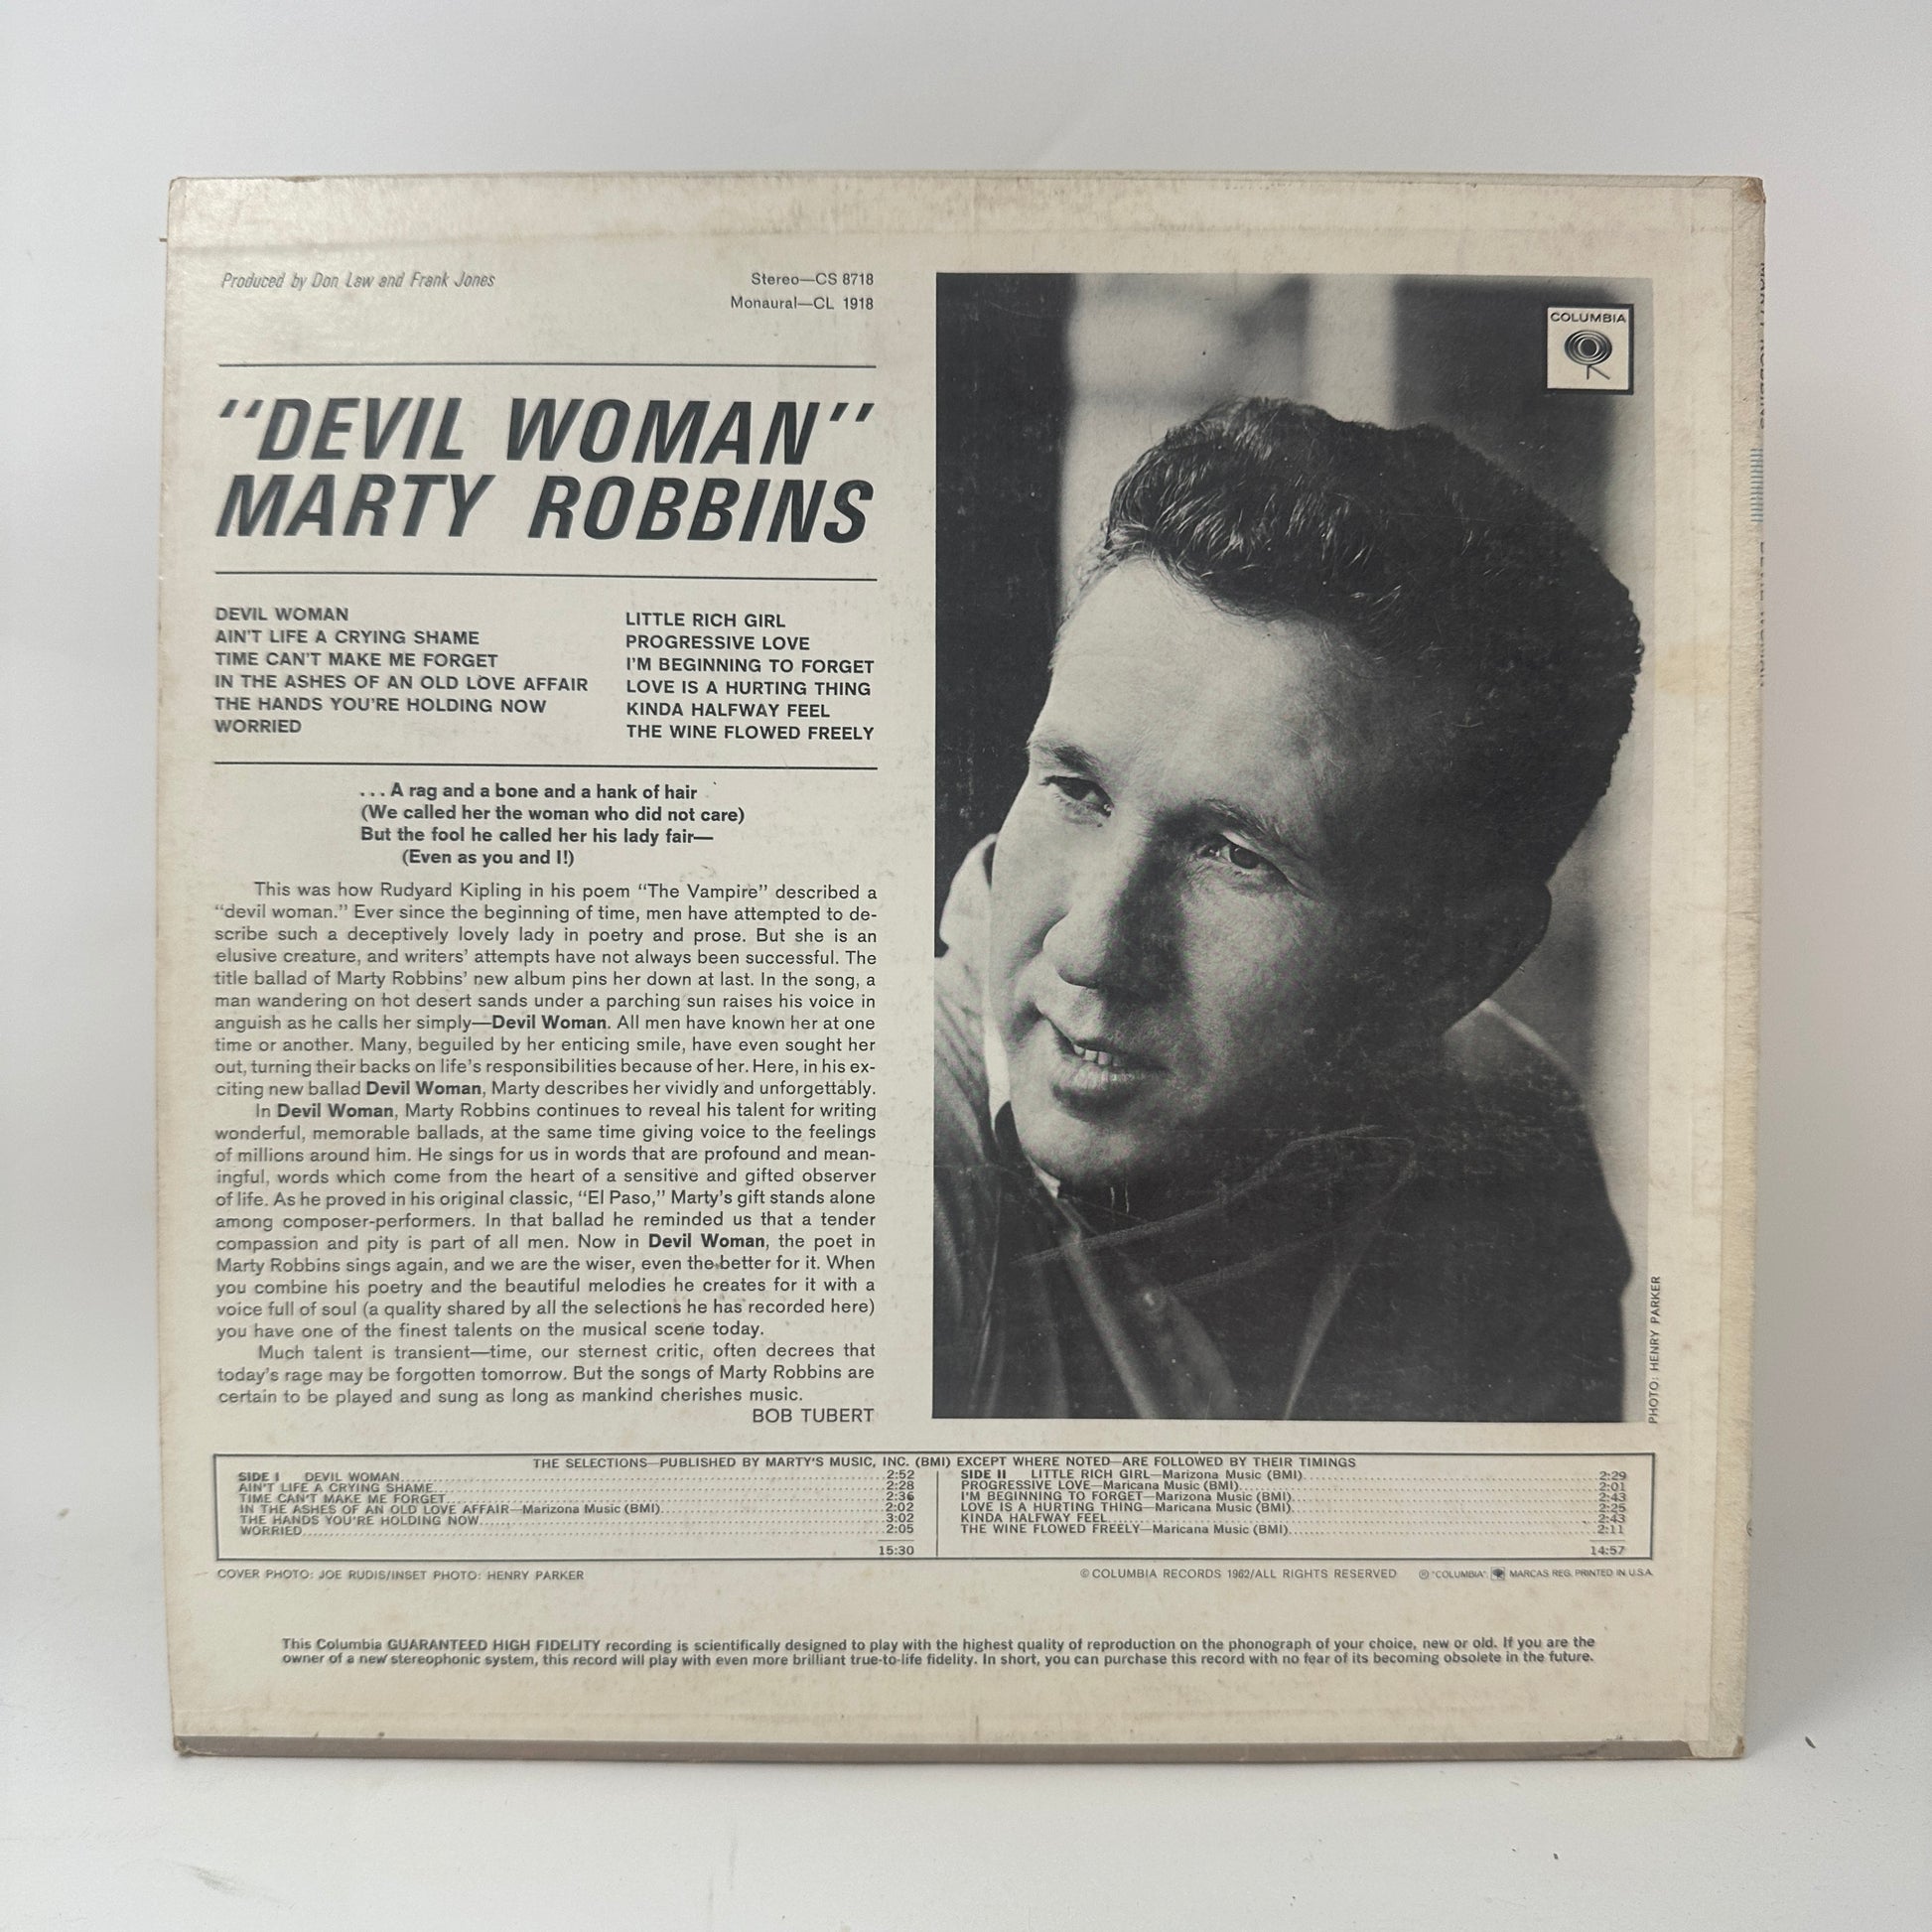 Produced by Don Law and Frank Jones
Stereo—CS 8718
Monaural—CL 1918
"DEVIL WOMAN"
MARTY ROBBINS
DEVIL WOMAN
AIN'T LIFE A CRYING SHAME
TIME CAN'T MAKE ME FORGET
IN THE ASHES OF AN OLD LOVE AFFAIR
THE HANDS YOU'RE HOLDING NOW
WORRIED
LITTLE RICH GIRL
PROGRESSIVE LOVE
I'M BEGINNING TO FORGET
LOVE IS A HURTING THING
KINDA HALFWAY FEEL
THE WINE FLOWED FREELY
...A rag and a bone and a hank of hair
(We called her the woman who did not care)
But the fool he called her his lady fair—
(Even as you and I!)
This was how Rudyard Kipling in his poem "The Vampire" described a
"devil woman." Ever since the beginning of time, men have attempted to de-
scribe such a deceptively lovely lady in poetry and prose. But she is an
elusive creature, and writers' attempts have not always been successful. The
title ballad of Marty Robbins' new album pins her down at last. In the song, a
man wandering on hot desert sands under a parching sun raises his voice in
anguish as he calls her simply—Devil Woman. All men have known her at one
time or another. Many, beguiled by her enticing smile, have even sought her
out, turning their backs on life's responsibilities because of her. Here, in his ex-
citing new ballad Devil Woman, Marty describes her vividly and unforgettably.
In Devil Woman, Marty Robbins continues to reveal his talent for writing
wonderful, memorable ballads, at the same time giving voice to the feelings
of millions around him. He sings for us in words that are profound and mean-
ingful, words which come from the heart of a sensitive and gifted observer
of life. As he proved in his original classic, "El Paso," Marty's gift stands alone
among composer-performers. In that ballad he reminded us that a tender
compassion and pity is part of all men. Now in Devil Woman, the poet in
Marty Robbins sings again, and we are the wiser, even the better for it. When
you combine his poetry and the beautiful melodies he creates for it with a
voice full of soul (a quality shared by all the selections he has recorded here)
you have one of the finest talents on the musical scene today.
Much talent is transient—time, our sternest critic, often decrees that
today's rage may be forgotten tomorrow. But the songs of Marty Robbins are
certain to be played and sung as long as mankind cherishes music.
BOB TUBERT
COLUMBIA
PHOTO: HENRY PARKER
THE SELECTIONS—PUBLISHED BY MARTY'S MUSIC, INC. (BMI) EXCEPT WHERE NOTED—ARE FOLLOWED BY THEIR TIMINGS
SIDE I DEVIL WOMAN 2:52
AIN'T LIFE A CRYING SHAME 2:28
TIME CAN'T MAKE ME FORGET 2:36
IN THE ASHES OF AN OLD LOVE AFFAIR—Marizona Music (BMI) 2:02
THE HANDS YOU'RE HOLDING NOW 3:02
WORRIED 2:05
15:30
SIDE II LITTLE RICH GIRL—Marizona Music (BMI) 2:29
PROGRESSIVE LOVE—Maricana Music (BMI) 2:01
I'M BEGINNING TO FORGET—Marizona Music (BMI) 2:43
LOVE IS A HURTING THING—Maricana Music (BMI) 2:25
KINDA HALFWAY FEEL 2:43
THE WINE FLOWED FREELY—Maricana Music (BMI) 2:11
14:57
COVER PHOTO: JOE RUDIS/INSET PHOTO: HENRY PARKER
© COLUMBIA RECORDS 1962/ALL RIGHTS RESERVED ® "COLUMBIA", MARCAS REG. PRINTED IN U.S.A.
This Columbia GUARANTEED HIGH FIDELITY recording is scientifically designed to play with the highest quality of reproduction on the phonograph of your choice, new or old. If you are the
owner of a new stereophonic system, this record will play with even more brilliant true-to-life fidelity. In short, you can purchase this record with no fear of its becoming obsolete in the future.